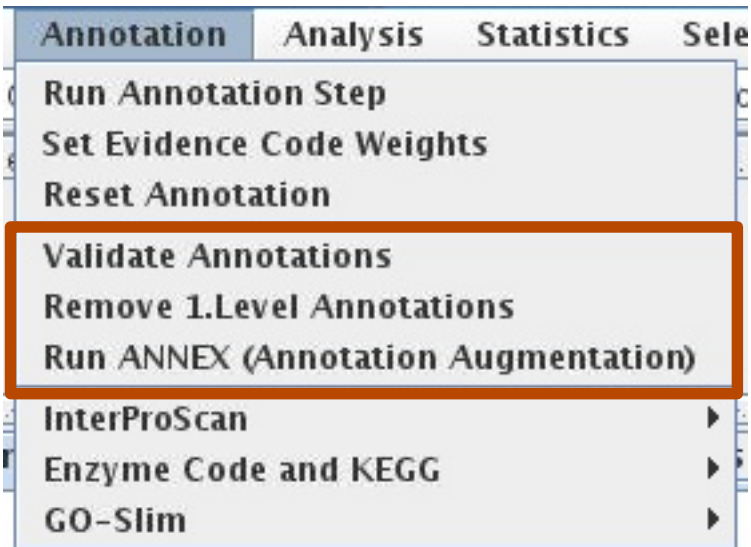 Annotation Analysis Statistics Sele
Run Annotation Step
Set Evidence Code Weights
Reset Annotation
Validate Annotations
Remove 1.Level Annotations
Run ANNEX (Annotation Augmentation)
InterProScan
Enzyme Code and KEGG
GO-Slim